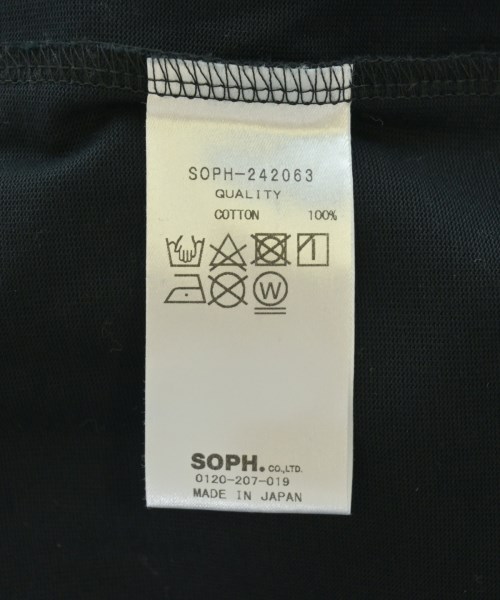 SOPH-242063
QUALITY
COTTON 100%
W
SOPH. CO.,LTD.
0120-207-019
MADE IN JAPAN